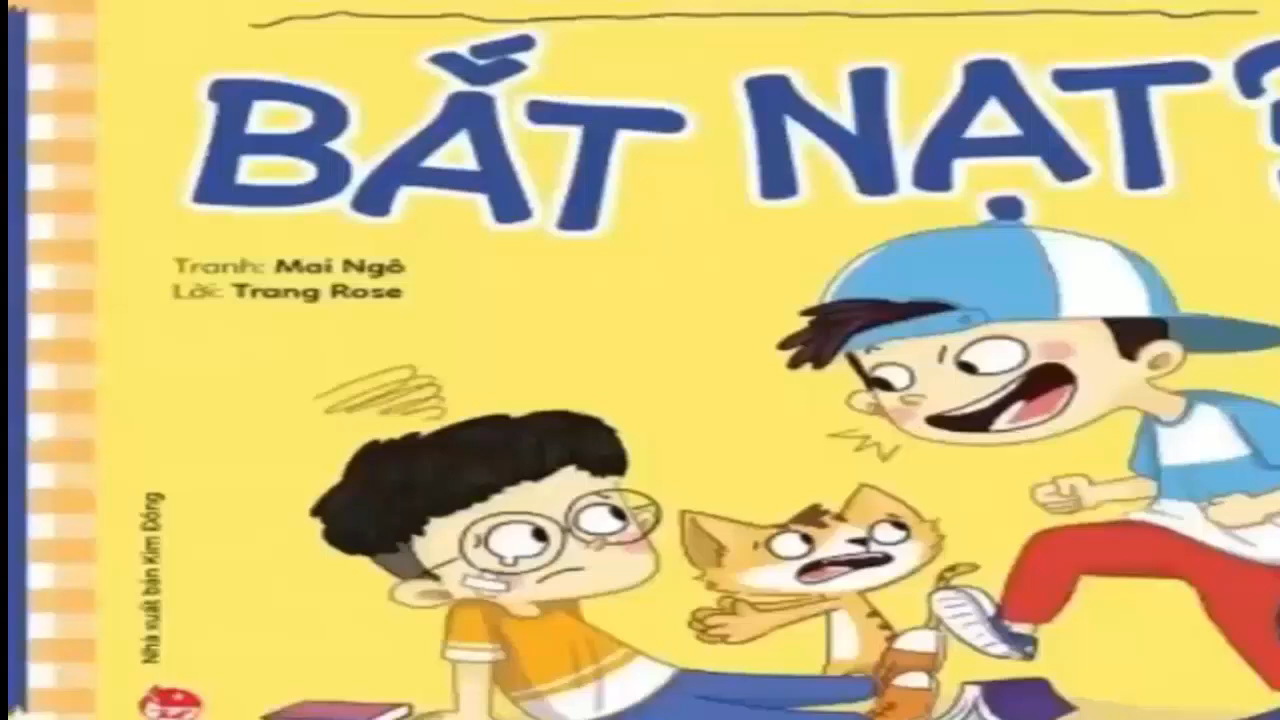 BẮT NẠT?
Tranh: Mai Ngô
Lời: Trang Rose
Nhà xuất bản Kim Đồng